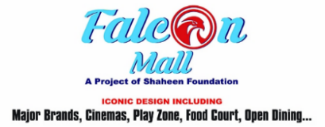 Falcon
Mall
A Project of Shaheen Foundation
ICONIC DESIGN INCLUDING
Major Brands, Cinemas, Play Zone, Food Court, Open Dining...